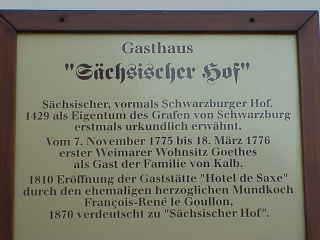 Gasthaus
"Sächsischer Hof"
Sächsischer, vormals Schwarzburger Hof.
1429 als Eigentum des Grafen von Schwarzburg
erstmals urkundlich erwähnt.
Vom 7. November 1775 bis 18. März 1776
erster Weimarer Wohnsitz Goethes
als Gast der Familie von Kalb.
1810 Eröffnung der Gaststätte "Hotel de Saxe"
durch den ehemaligen herzoglichen Mundkoch
François-René le Goullon,
1870 verdeutscht zu "Sächsischer Hof".